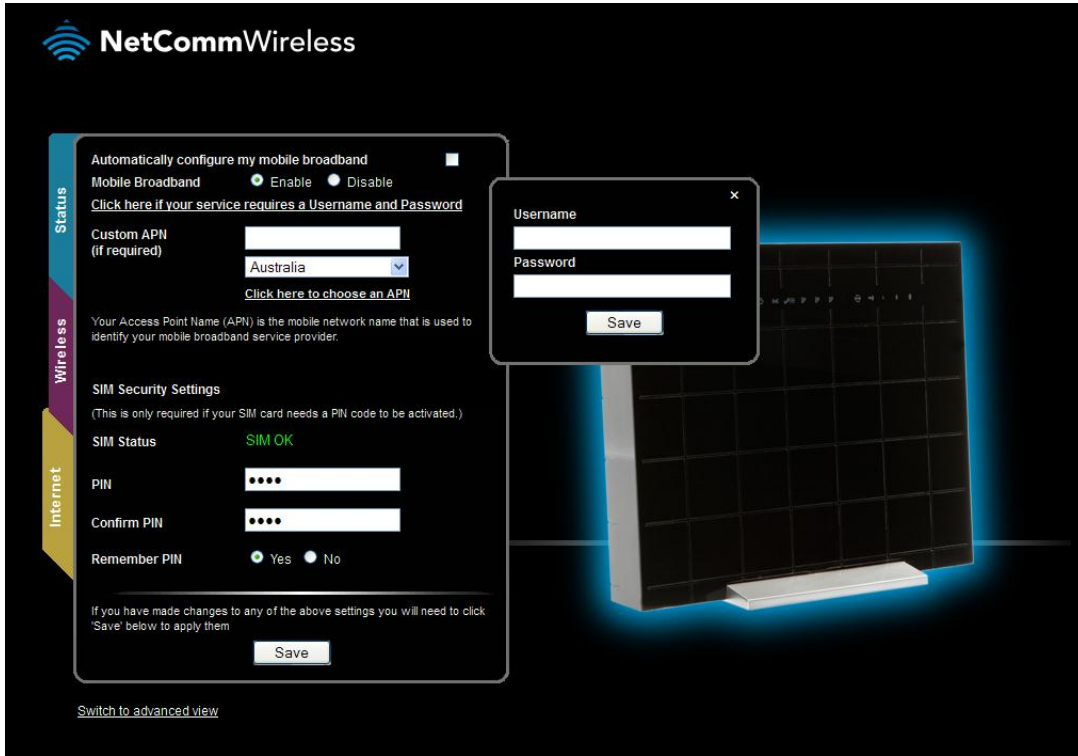 NetCommWireless
Status
Wireless
Internet
Automatically configure my mobile broadband
Mobile Broadband Enable Disable
Click here if your service requires a Username and Password
Custom APN
(if required)
Australia
Click here to choose an APN
Your Access Point Name (APN) is the mobile network name that is used to
identify your mobile broadband service provider.
SIM Security Settings
(This is only required if your SIM card needs a PIN code to be activated.)
SIM Status SIM OK
PIN ••••
Confirm PIN ••••
Remember PIN Yes No
If you have made changes to any of the above settings you will need to click
'Save' below to apply them
Save
Switch to advanced view
×
Username
Password
Save